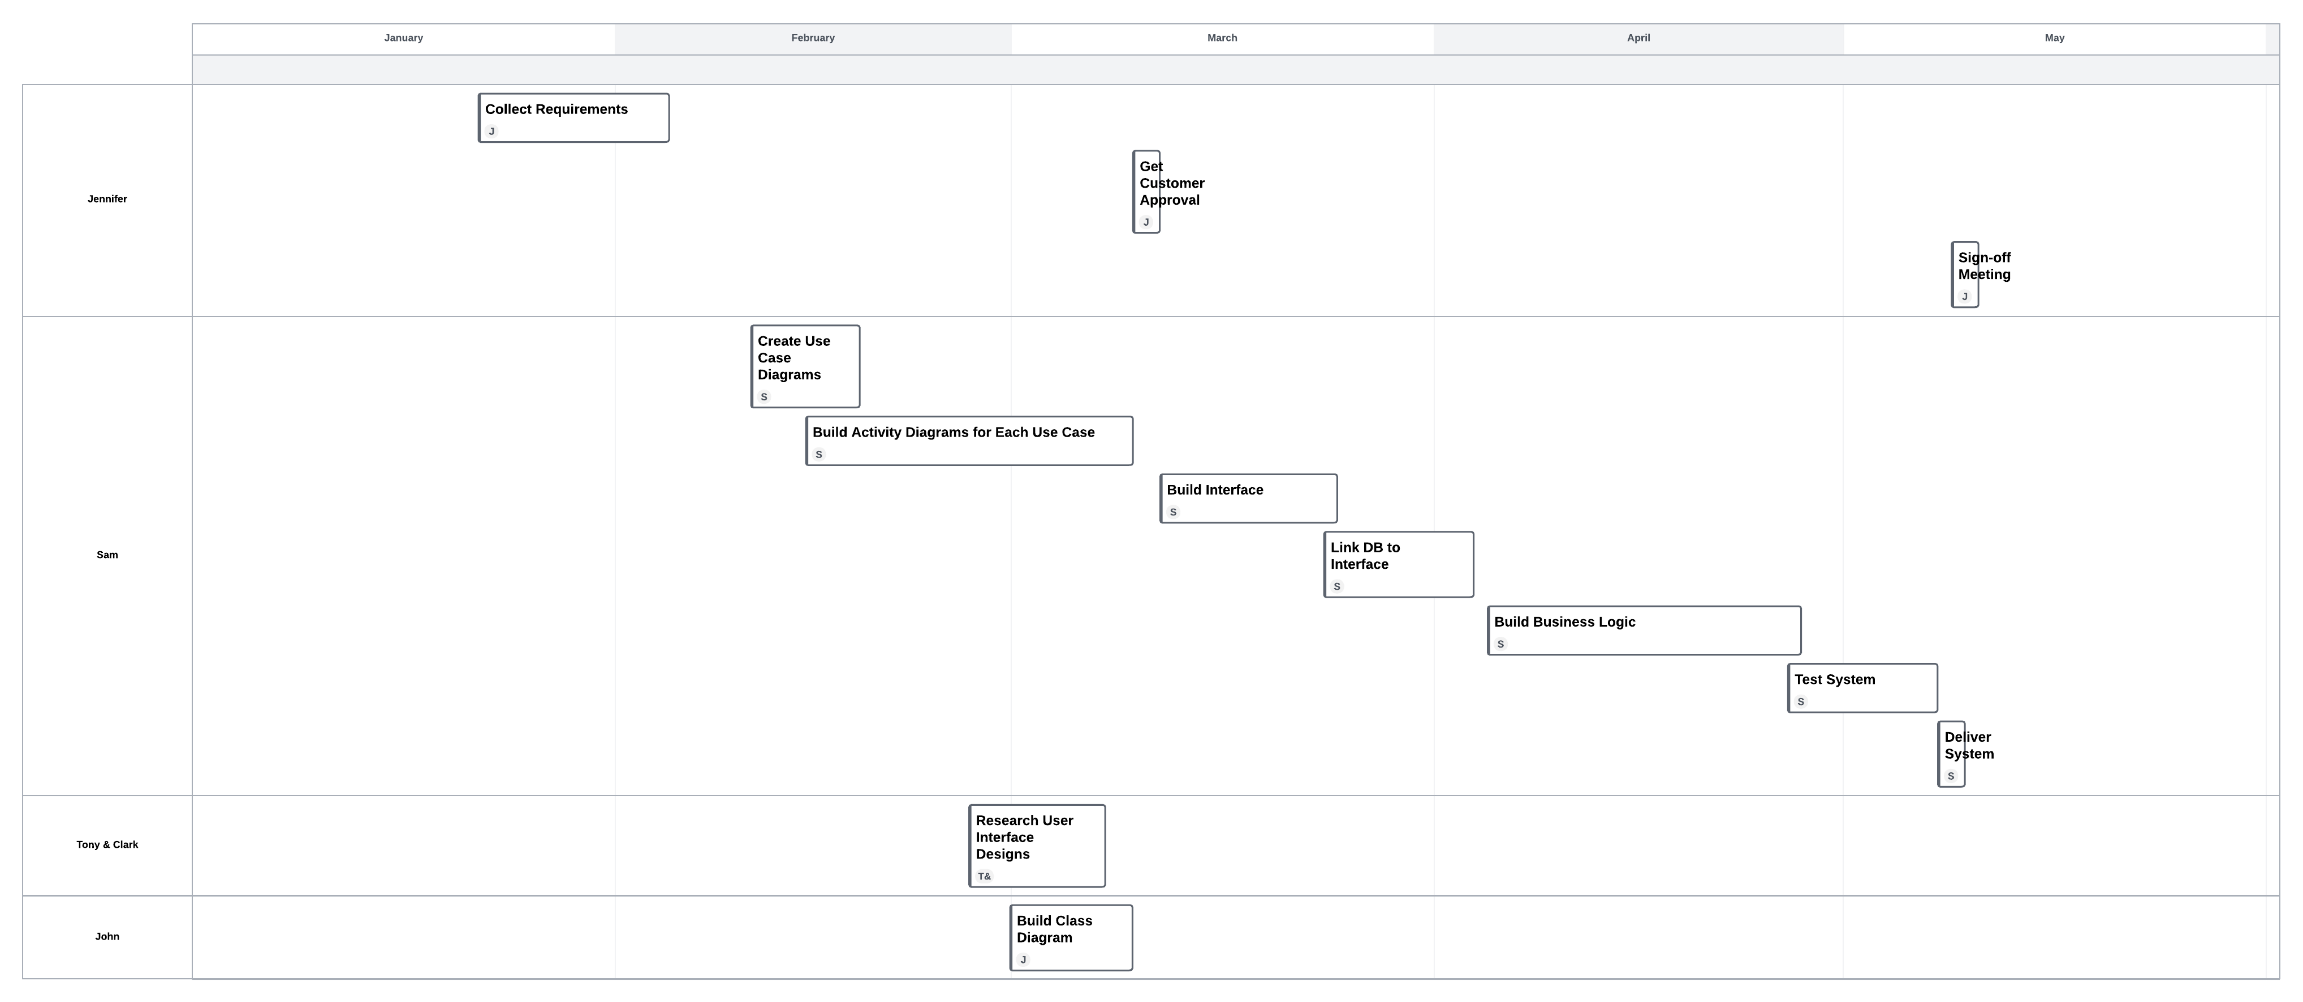 January
February
March
April
May
Jennifer
Collect Requirements
J
Get
Customer
Approval
J
Sign-off
Meeting
J
Sam
Create Use
Case
Diagrams
S
Build Activity Diagrams for Each Use Case
S
Build Interface
S
Link DB to
Interface
S
Build Business Logic
S
Test System
S
Deliver
System
S
Tony & Clark
Research User
Interface
Designs
T&
John
Build Class
Diagram
J